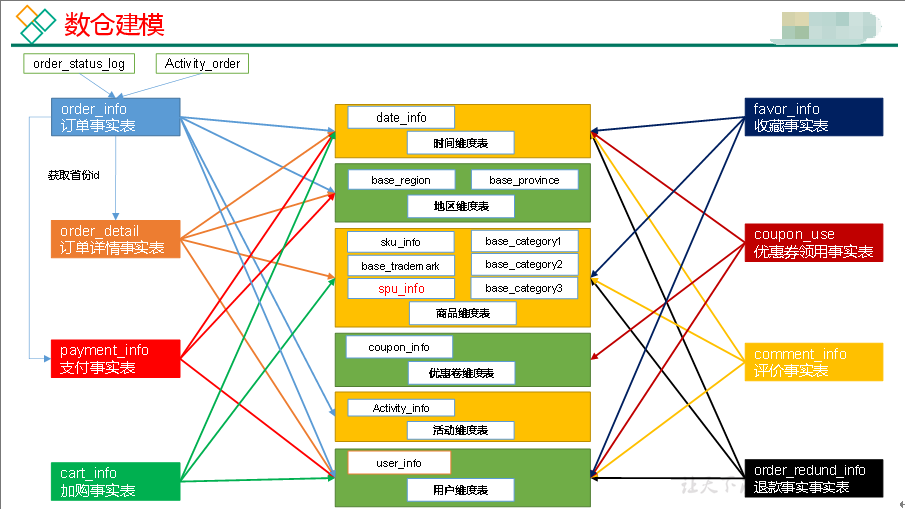 数仓建模
order_status_log
Activity_order
order_info
订单事实表
获取省份id
order_detail
订单详情事实表
payment_info
支付事实表
cart_info
加购事实表
date_info
时间维度表
base_region
base_province
地区维度表
sku_info
base_category1
base_trademark
base_category2
spu_info
base_category3
商品维度表
coupon_info
优惠卷维度表
Activity_info
活动维度表
user_info
用户维度表
favor_info
收藏事实表
coupon_use
优惠券领用事实表
comment_info
评价事实表
order_redund_info
退款事实事实表
让天下